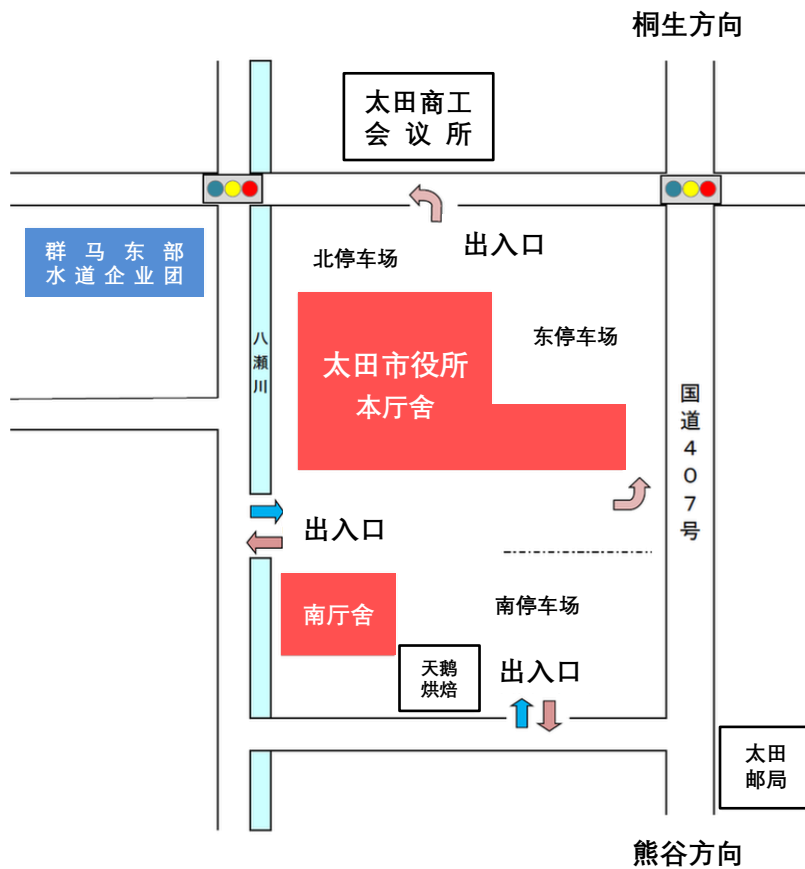 桐生方向
太田商工
会议所
出入口
群马东部
水道企业团
北停车场
东停车场
八瀬川
太田市役所
本厅舍
国道407号
出入口
南厅舍
南停车场
天鹅
烘焙
出入口
太田
邮局
熊谷方向